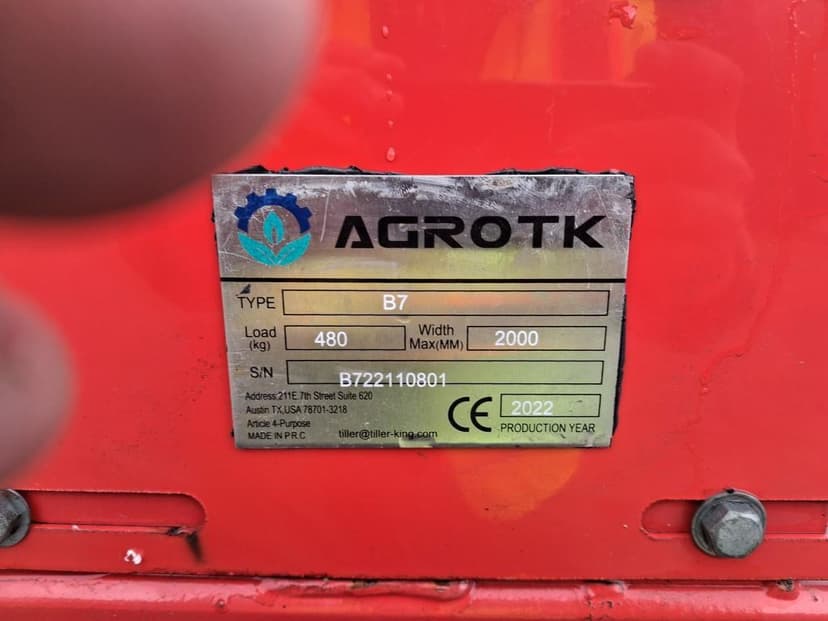 AGROTK
TYPE B7
Load (kg) 480 Width Max(MM) 2000
S/N B722110801
Address:211E.7th Street Suite 620
Austin TX,USA 78701-3218
Article 4-Purpose
MADE IN P.R.C tiller@tiller-king.com
CE 2022
PRODUCTION YEAR